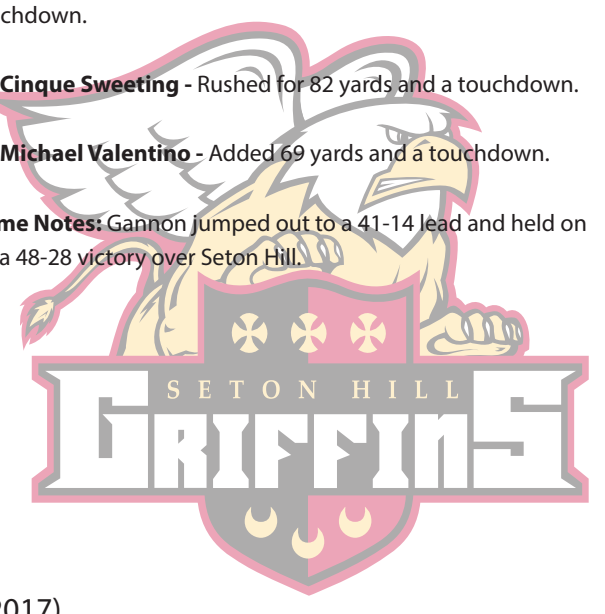 chdown.
Cinque Sweeting - Rushed for 82 yards and a touchdown.
Michael Valentino - Added 69 yards and a touchdown.
me Notes: Gannon jumped out to a 41-14 lead and held on
a 48-28 victory over Seton Hill.
SETON HILL
GRIFFINS
2017)